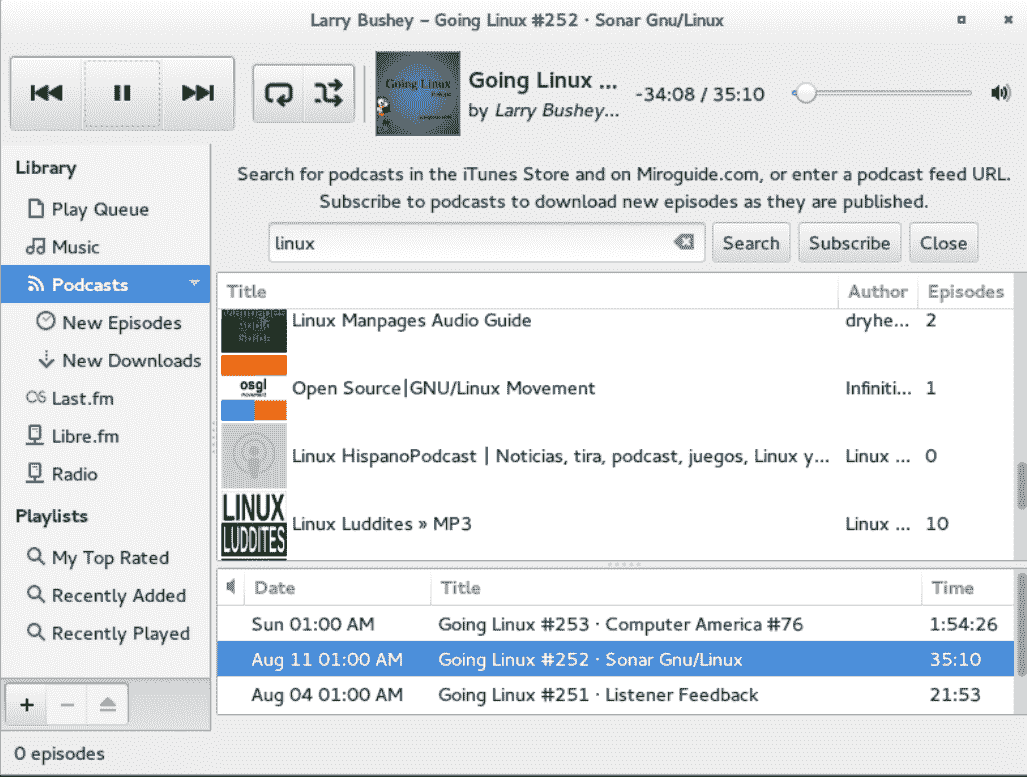 Larry Bushey – Going Linux #252 · Sonar Gnu/Linux
Going Linux ...
by Larry Bushey...
-34:08 / 35:10
Going Linux
Library
Play Queue
Music
Podcasts
New Episodes
New Downloads
Last.fm
Libre.fm
Radio
Playlists
My Top Rated
Recently Added
Recently Played
0 episodes
Search for podcasts in the iTunes Store and on Miroguide.com, or enter a podcast feed URL.
Subscribe to podcasts to download new episodes as they are published.
linux Search Subscribe Close
Title Author Episodes
Linux Manpages Audio Guide dryhe... 2
osgl
Open Source|GNU/Linux Movement Infiniti... 1
Linux HispanoPodcast | Noticias, tira, podcast, juegos, Linux y... Linux ... 0
LINUX
LUDDITES
Linux Luddites » MP3 Linux ... 10
Date Title Time
Sun 01:00 AM Going Linux #253 · Computer America #76 1:54:26
Aug 11 01:00 AM Going Linux #252 · Sonar Gnu/Linux 35:10
Aug 04 01:00 AM Going Linux #251 · Listener Feedback 21:53